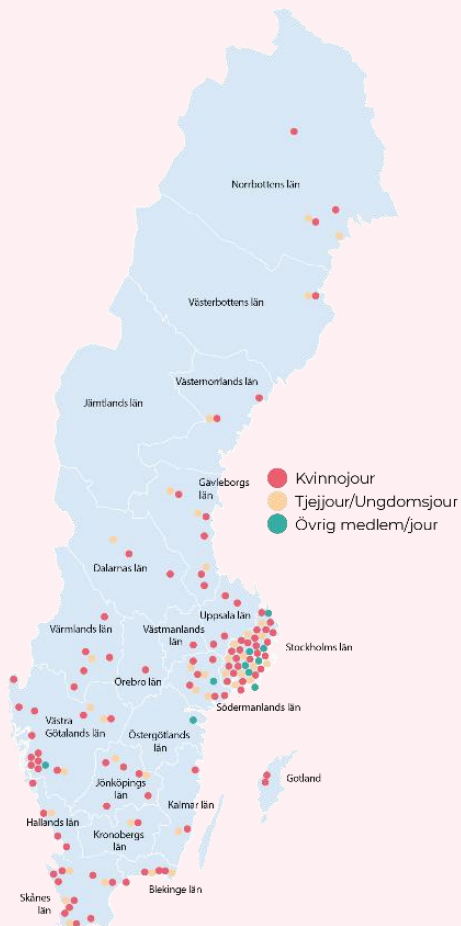 Norrbottens län
Västerbottens län
Västernorrlands län
Jämtlands län
Gävleborgs
län
Kvinnojour
Tjejjour/Ungdomsjour
Övrig medlem/jour
Dalarnas län
Uppsala län
Värmlands län
Västmanlands
län
Stockholms län
Örebro län
Södermanlands län
Västra
Götalands län
Östergötlands
län
Gotland
Jönköpings
län
Kalmar län
Hallands län
Kronobergs
län
Blekinge län
Skånes
län